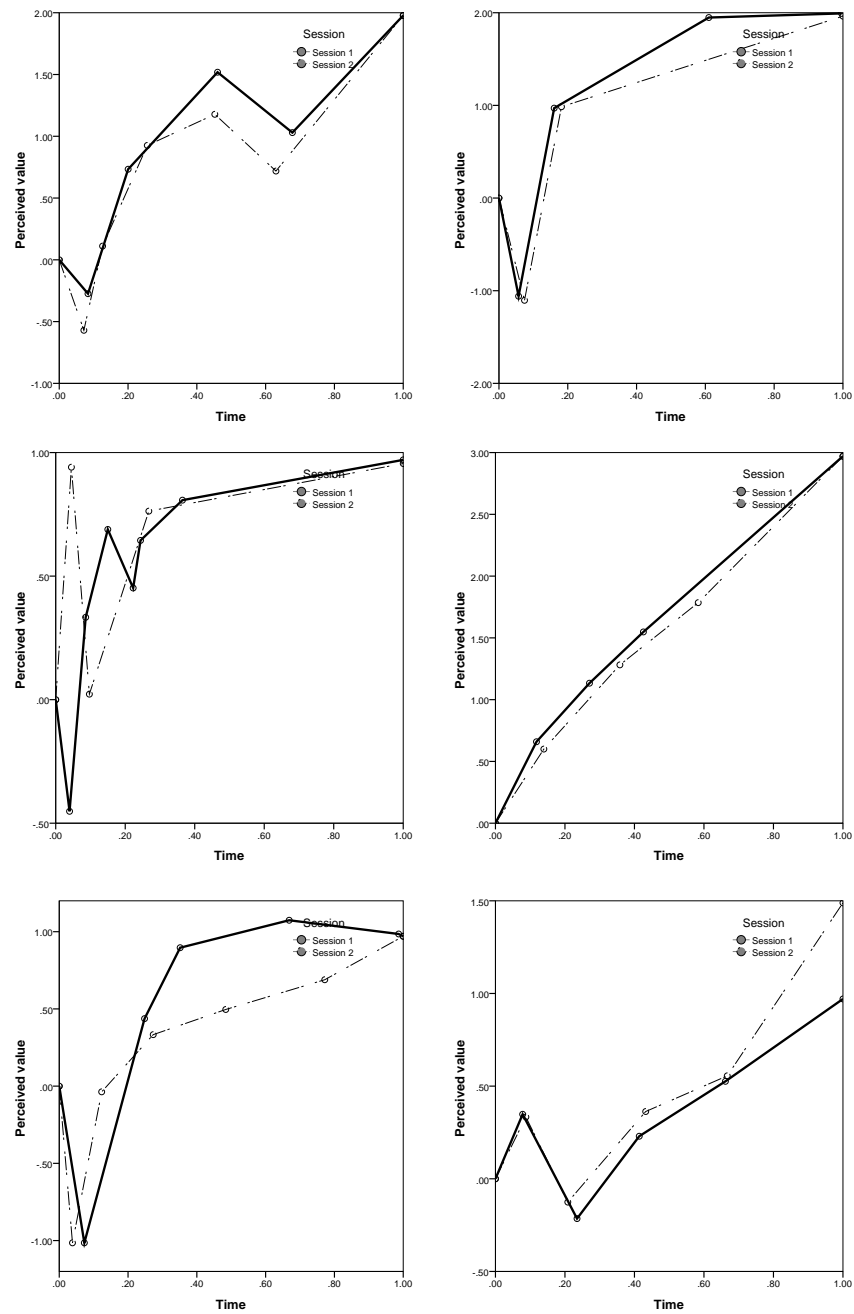 2.00
1.50
1.00
.50
.00
-.50
-1.00
Perceived value
.00 .20 .40 .60 .80 1.00
Time
Session
Session 1
Session 2
2.00
1.00
.00
-1.00
-2.00
Perceived value
.00 .20 .40 .60 .80 1.00
Time
Session
Session 1
Session 2
1.00
.50
.00
-.50
Perceived value
.00 .20 .40 .60 .80 1.00
Time
Session
Session 1
Session 2
3.00
2.00
1.50
1.00
.50
.00
Perceived value
.00 .20 .40 .60 .80 1.00
Time
Session
Session 1
Session 2
1.00
.50
.00
-.50
-1.00
Perceived value
.00 .20 .40 .60 .80 1.00
Time
Session
Session 1
Session 2
1.50
1.00
.50
.00
-.50
Perceived value
.00 .20 .40 .60 .80 1.00
Time
Session
Session 1
Session 2